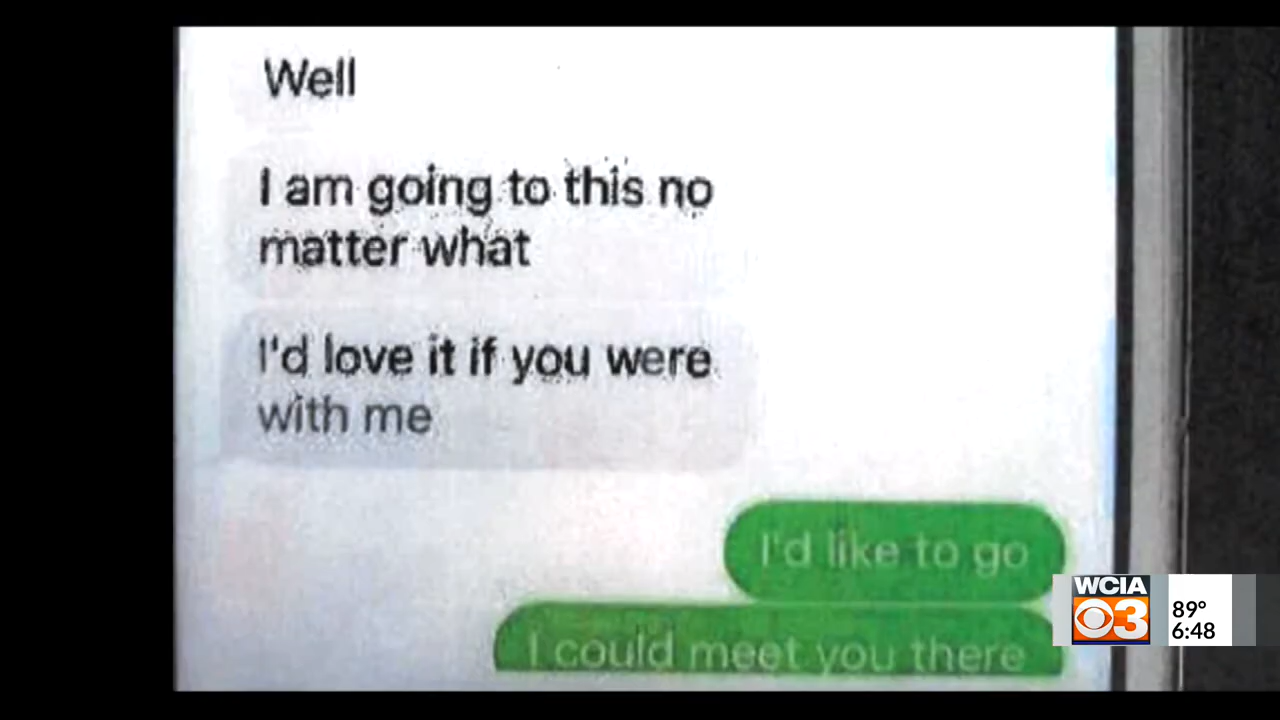 Well
I am going to this no
matter what
I'd love it if you were
with me
I'd like to go
I could meet you there
WCIA
3
89°
6:48